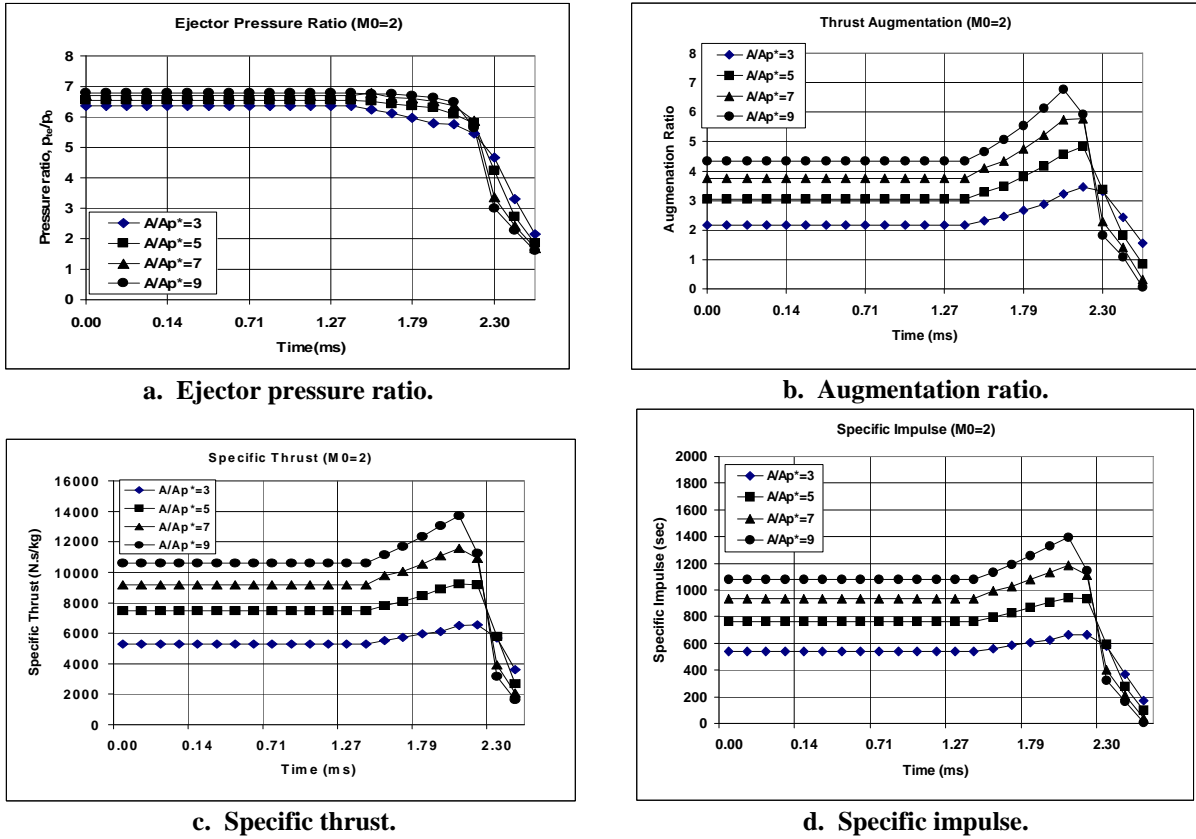 Ejector Pressure Ratio (M0=2)
8
7
6
5
4
3
2
1
0
Pressure ratio, pte/p0
A/Ap*=3
A/Ap*=5
A/Ap*=7
A/Ap*=9
0.00 0.14 0.71 1.27 1.79 2.30
Time(ms)
a. Ejector pressure ratio.
Thrust Augmentation (M0=2)
8
7
6
5
4
3
2
1
0
Augmenation Ratio
A/Ap*=3
A/Ap*=5
A/Ap*=7
A/Ap*=9
0.00 0.14 0.71 1.27 1.79 2.30
Time (ms)
b. Augmentation ratio.
Specific Thrust (M0=2)
16000
14000
12000
10000
8000
6000
4000
2000
0
Specific Thrust (N.s/kg)
A/Ap*=3
A/Ap*=5
A/Ap*=7
A/Ap*=9
0.00 0.14 0.71 1.27 1.79 2.30
Time (ms)
c. Specific thrust.
Specific Impulse (M0=2)
2000
1800
1600
1400
1200
1000
800
600
400
200
0
Specific Impulse (sec)
A/Ap*=3
A/Ap*=5
A/Ap*=7
A/Ap*=9
0.00 0.14 0.71 1.27 1.79 2.30
Time (ms)
d. Specific impulse.